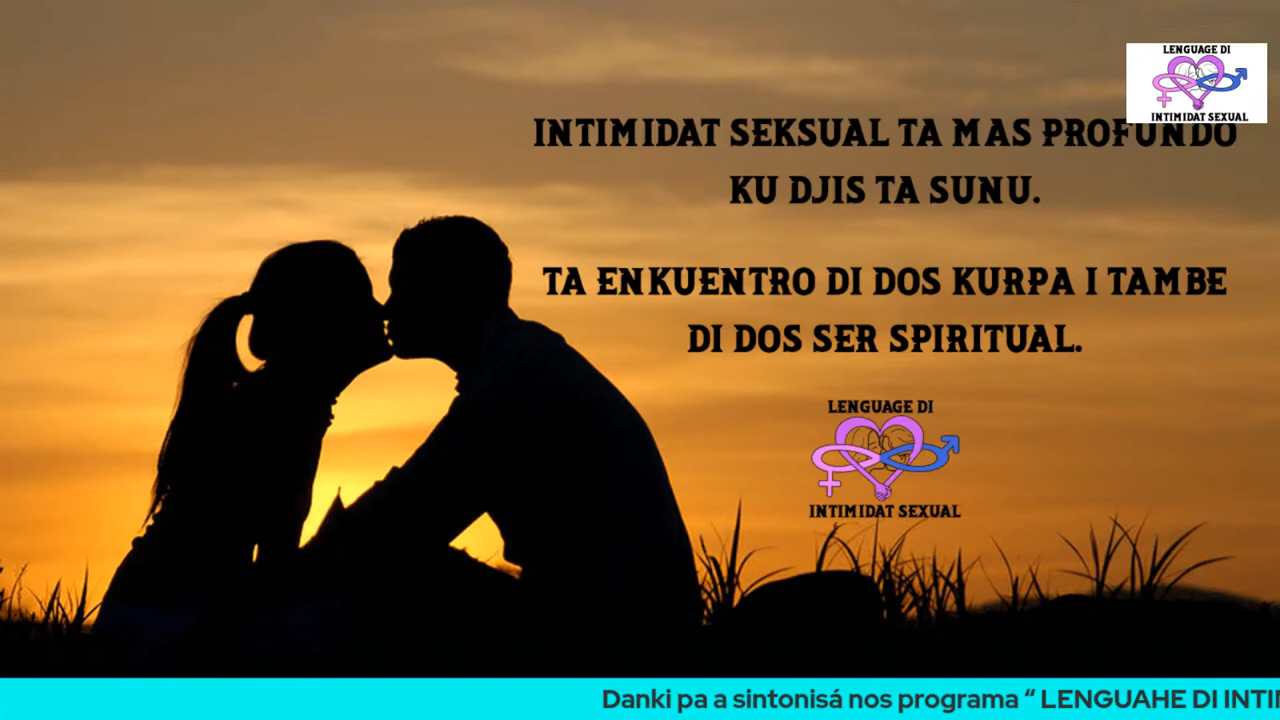 LENGUAGE DI
INTIMIDAT SEXUAL
INTIMIDAT SEKSUAL TA MAS PROFUNDO
KU DJIS TA SUNU.
TA ENKUENTRO DI DOS KURPA I TAMBE
DI DOS SER SPIRITUAL.
LENGUAGE DI
INTIMIDAT SEXUAL
Danki pa a sintonisá nos programa “ LENGUAHE DI INTI